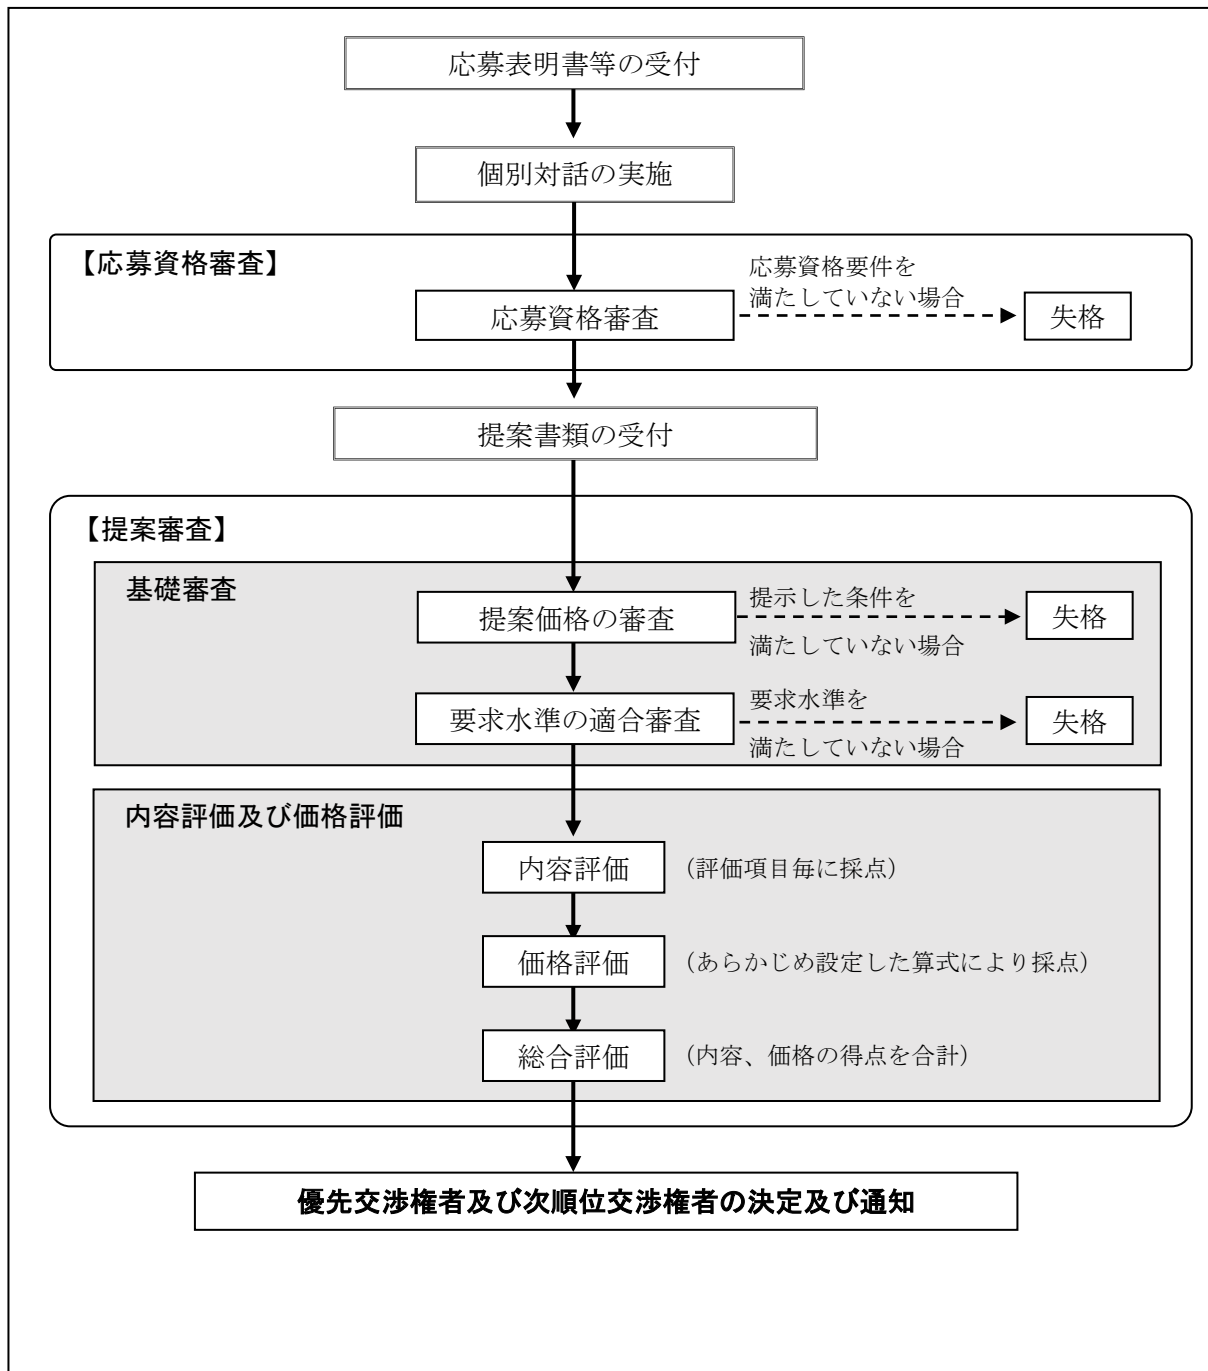 応募表明書等の受付
個別対話の実施
【応募資格審査】
応募資格要件を
満たしていない場合
応募資格審査
失格
提案書類の受付
【提案審査】
基礎審査
提案価格の審査
提示した条件を
満たしていない場合
失格
要求水準の適合審査
要求水準を
満たしていない場合
失格
内容評価及び価格評価
内容評価
（評価項目毎に採点）
価格評価
（あらかじめ設定した算式により採点）
総合評価
（内容、価格の得点を合計）
優先交渉権者及び次順位交渉権者の決定及び通知